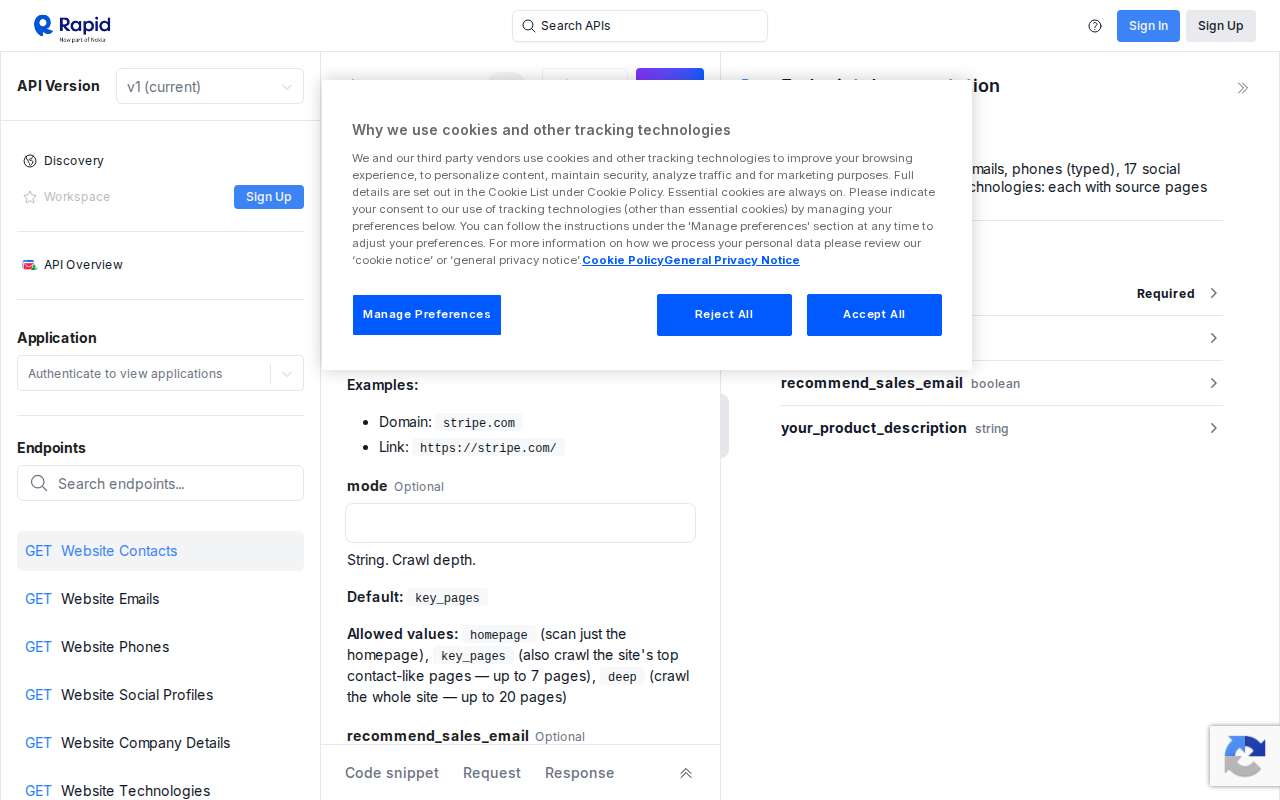 Rapid
Now part of Nokia
Search APIs
Sign In
Sign Up
API Version
v1 (current)
Discovery
Workspace
Sign Up
API Overview
Application
Authenticate to view applications
Endpoints
Search endpoints...
GET Website Contacts
GET Website Emails
GET Website Phones
GET Website Social Profiles
GET Website Company Details
GET Website Technologies
Why we use cookies and other tracking technologies
We and our third party vendors use cookies and other tracking technologies to improve your browsing
experience, to personalize content, maintain security, analyze traffic and for marketing purposes. Full
details are set out in the Cookie List under Cookie Policy. Essential cookies are always on. Please indicate
your consent to our use of tracking technologies (other than essential cookies) by managing your
preferences below. You can follow the instructions under the 'Manage preferences' section at any time to
adjust your preferences. For more information on how we process your personal data please review our
‘cookie notice’ or ‘general privacy notice’.Cookie PolicyGeneral Privacy Notice
Manage Preferences
Reject All
Accept All
Examples:
Domain: stripe.com
Link: https://stripe.com/
mode Optional
String. Crawl depth.
Default: key_pages
Allowed values: homepage (scan just the
homepage), key_pages (also crawl the site's top
contact-like pages — up to 7 pages), deep (crawl
the whole site — up to 20 pages)
recommend_sales_email Optional
Code snippet
Request
Response
mails, phones (typed), 17 social
chnologies: each with source pages
Required
recommend_sales_email boolean
your_product_description string